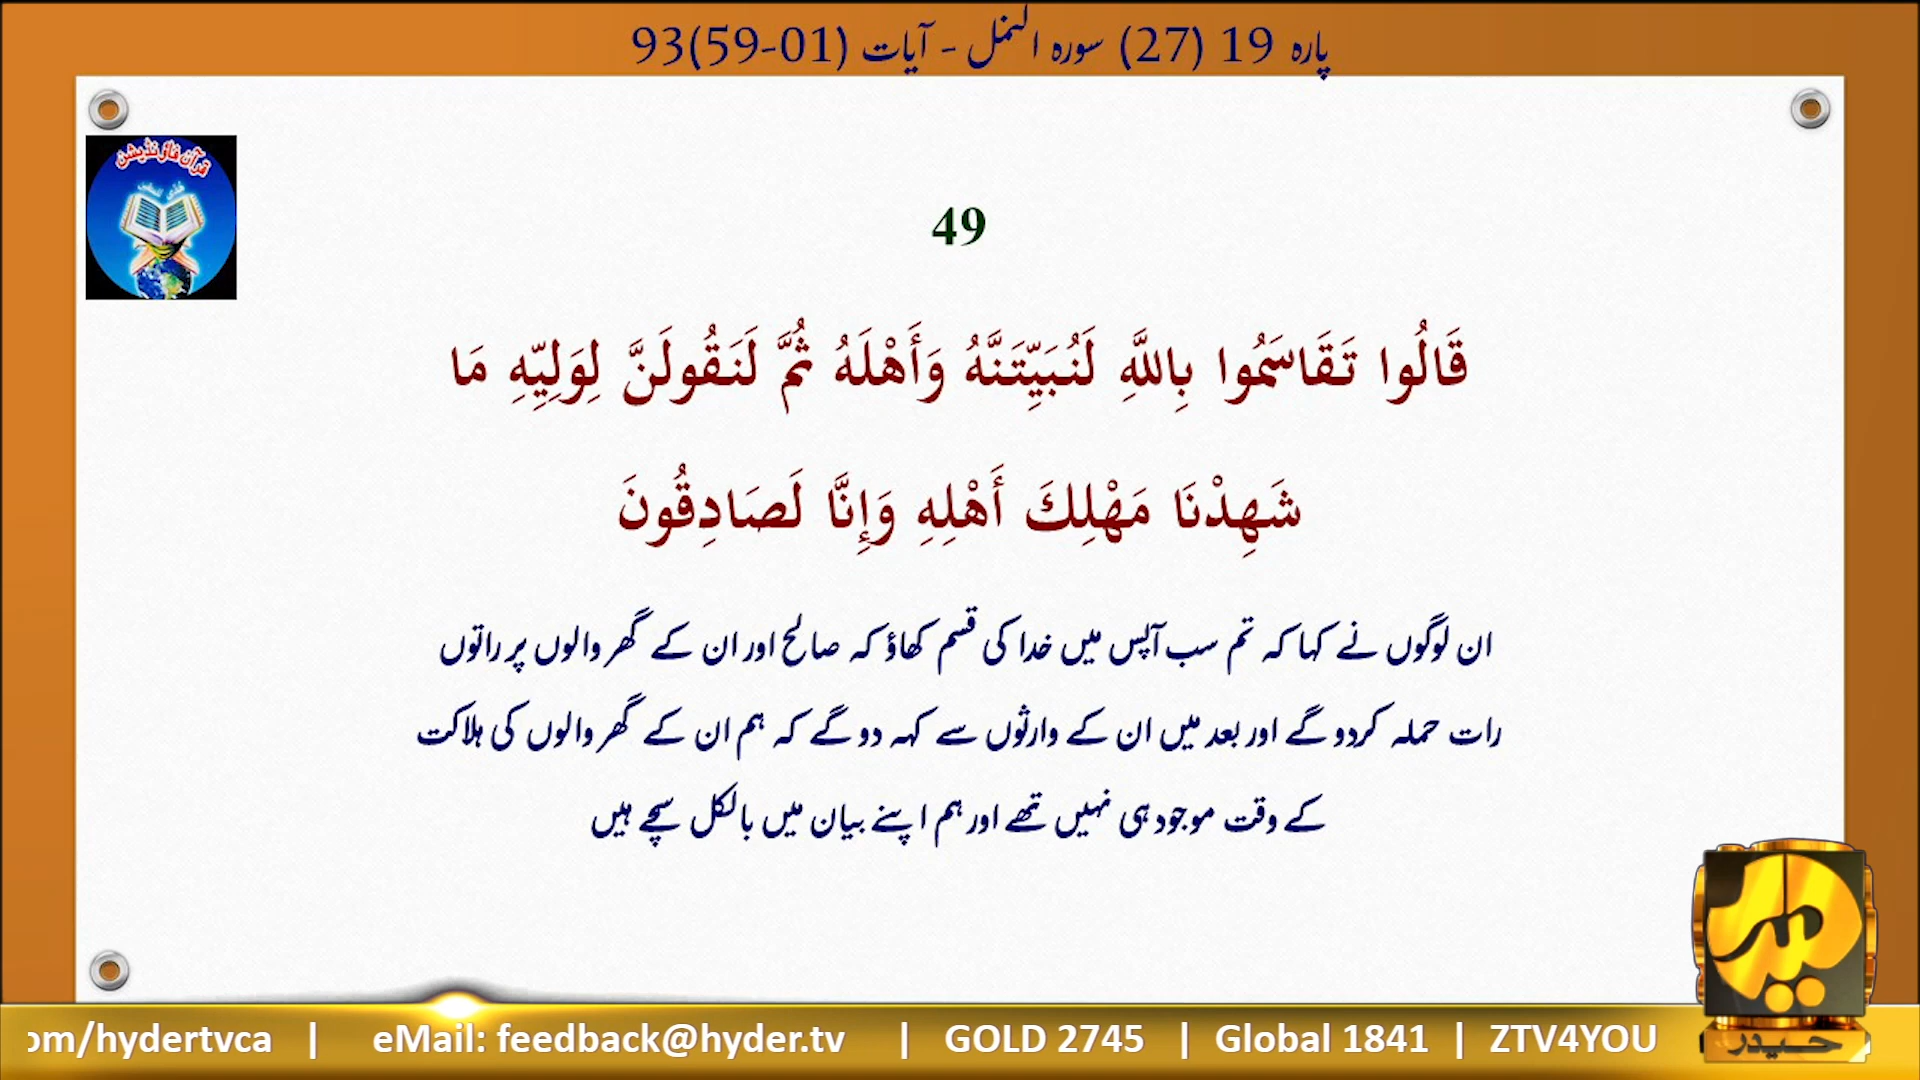 پارہ 19 (27) سورہ النمل - آیات (01-59)93
قرآن فاؤنڈیشن
49
قَالُوا تَقَاسَمُوا بِاللَّهِ لَنُبَيِّتَنَّهُ وَأَهْلَهُ ثُمَّ لَنَقُولَنَّ لِوَلِيِّهِ مَا
شَهِدْنَا مَهْلِكَ أَهْلِهِ وَإِنَّا لَصَادِقُونَ
ان لوگوں نے کہا کہ تم سب آپس میں خدا کی قسم کھاؤ کہ صالح اور ان کے گھر والوں پر راتوں
رات حملہ کردو گے اور بعد میں ان کے وارثوں سے کہہ دو گے کہ ہم ان کے گھر والوں کی ہلاکت
کے وقت موجود ہی نہیں تھے اور ہم اپنے بیان میں بالکل سچے ہیں
om/hydertvca | eMail: feedback@hyder.tv | GOLD 2745 | Global 1841 | ZTV4YOU
حیدر